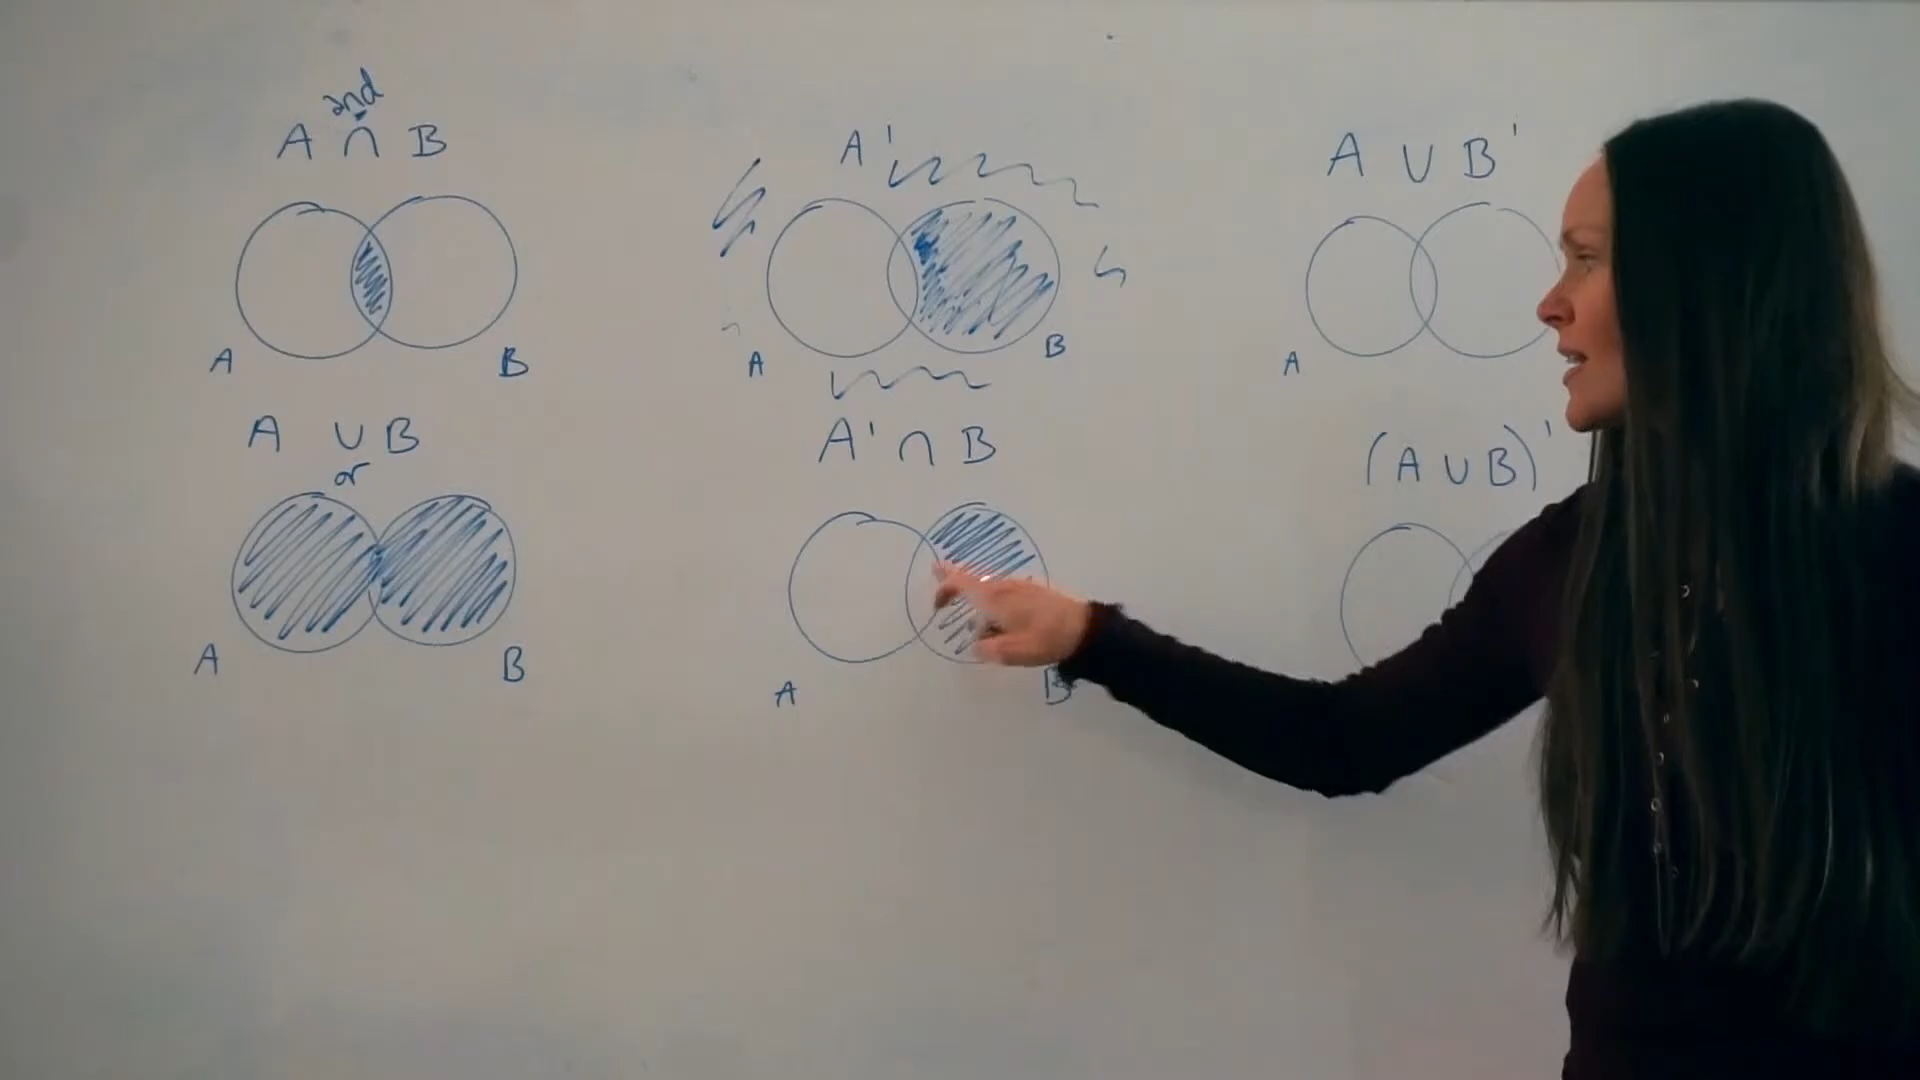 and
A ∩ B
A B
A ∪ B
or
A B
A'
A B
A' ∩ B
A B
A ∪ B'
A
(A ∪ B)'